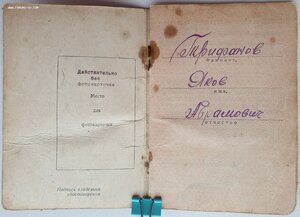 Действительно
без
фотокарточки
Место
для
фотокарточки
Подпись владельца
удостоверения
Трифанов
фамилия,
Яков
имя,
Абрамович
отчество